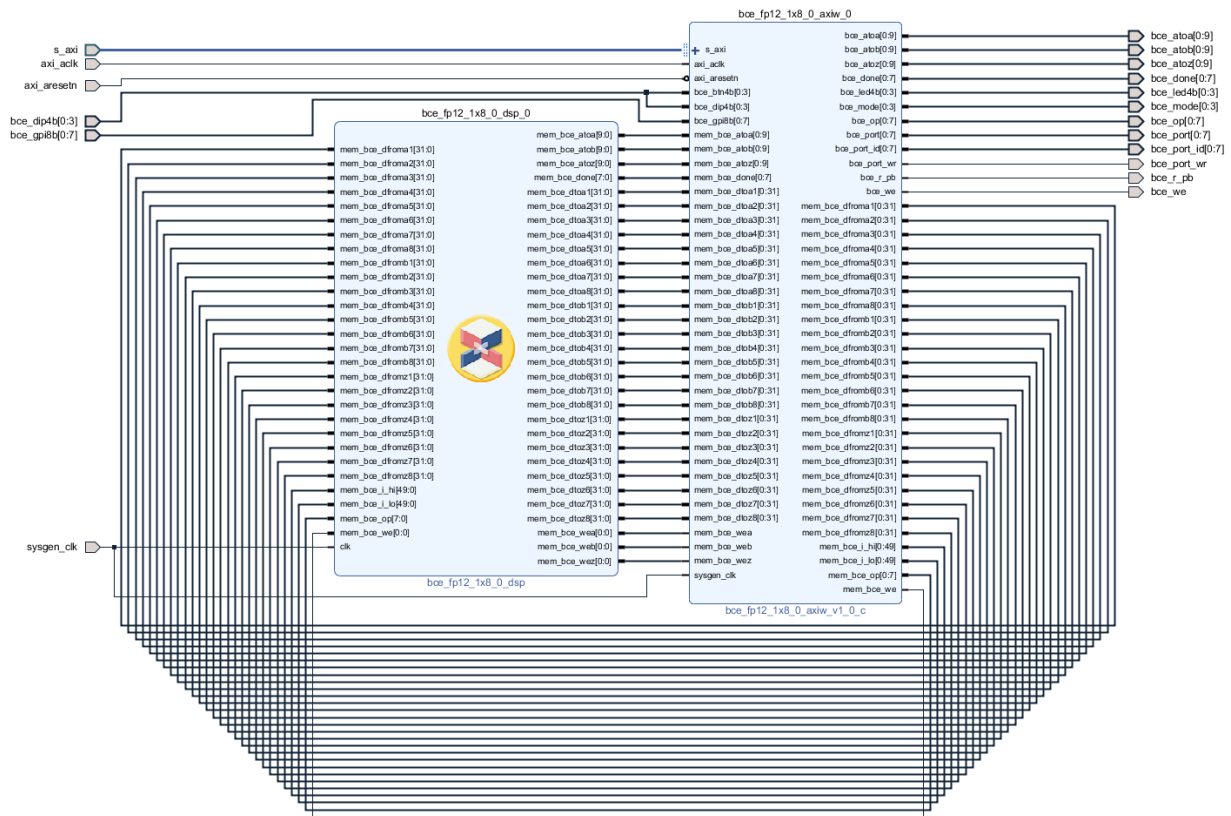 s_axi
axi_aclk
axi_aresetn
bce_dip4b[0:3]
bce_gpi8b[0:7]
sysgen_clk
bce_fp12_1x8_0_dsp_0
mem_bce_dfroma1[31:0]
mem_bce_dfroma2[31:0]
mem_bce_dfroma3[31:0]
mem_bce_dfroma4[31:0]
mem_bce_dfroma5[31:0]
mem_bce_dfroma6[31:0]
mem_bce_dfroma7[31:0]
mem_bce_dfroma8[31:0]
mem_bce_dfromb1[31:0]
mem_bce_dfromb2[31:0]
mem_bce_dfromb3[31:0]
mem_bce_dfromb4[31:0]
mem_bce_dfromb5[31:0]
mem_bce_dfromb6[31:0]
mem_bce_dfromb7[31:0]
mem_bce_dfromb8[31:0]
mem_bce_dfromz1[31:0]
mem_bce_dfromz2[31:0]
mem_bce_dfromz3[31:0]
mem_bce_dfromz4[31:0]
mem_bce_dfromz5[31:0]
mem_bce_dfromz6[31:0]
mem_bce_dfromz7[31:0]
mem_bce_dfromz8[31:0]
mem_bce_i_hi[49:0]
mem_bce_i_lo[49:0]
mem_bce_op[7:0]
mem_bce_we[0:0]
clk
mem_bce_atoa[9:0]
mem_bce_atob[9:0]
mem_bce_atoz[9:0]
mem_bce_done[7:0]
mem_bce_dtoa1[31:0]
mem_bce_dtoa2[31:0]
mem_bce_dtoa3[31:0]
mem_bce_dtoa4[31:0]
mem_bce_dtoa5[31:0]
mem_bce_dtoa6[31:0]
mem_bce_dtoa7[31:0]
mem_bce_dtoa8[31:0]
mem_bce_dtob1[31:0]
mem_bce_dtob2[31:0]
mem_bce_dtob3[31:0]
mem_bce_dtob4[31:0]
mem_bce_dtob5[31:0]
mem_bce_dtob6[31:0]
mem_bce_dtob7[31:0]
mem_bce_dtob8[31:0]
mem_bce_dtoz1[31:0]
mem_bce_dtoz2[31:0]
mem_bce_dtoz3[31:0]
mem_bce_dtoz4[31:0]
mem_bce_dtoz5[31:0]
mem_bce_dtoz6[31:0]
mem_bce_dtoz7[31:0]
mem_bce_dtoz8[31:0]
mem_bce_wea[0:0]
mem_bce_web[0:0]
mem_bce_wez[0:0]
bce_fp12_1x8_0_dsp
bce_fp12_1x8_0_axiw_0
s_axi
axi_aclk
axi_aresetn
bce_btn4b[0:3]
bce_dip4b[0:3]
bce_gpi8b[0:7]
mem_bce_atoa[0:9]
mem_bce_atob[0:9]
mem_bce_atoz[0:9]
mem_bce_done[0:7]
mem_bce_dtoa1[0:31]
mem_bce_dtoa2[0:31]
mem_bce_dtoa3[0:31]
mem_bce_dtoa4[0:31]
mem_bce_dtoa5[0:31]
mem_bce_dtoa6[0:31]
mem_bce_dtoa7[0:31]
mem_bce_dtoa8[0:31]
mem_bce_dtob1[0:31]
mem_bce_dtob2[0:31]
mem_bce_dtob3[0:31]
mem_bce_dtob4[0:31]
mem_bce_dtob5[0:31]
mem_bce_dtob6[0:31]
mem_bce_dtob7[0:31]
mem_bce_dtob8[0:31]
mem_bce_dtoz1[0:31]
mem_bce_dtoz2[0:31]
mem_bce_dtoz3[0:31]
mem_bce_dtoz4[0:31]
mem_bce_dtoz5[0:31]
mem_bce_dtoz6[0:31]
mem_bce_dtoz7[0:31]
mem_bce_dtoz8[0:31]
mem_bce_wea
mem_bce_web
mem_bce_wez
sysgen_clk
bce_atoa[0:9]
bce_atob[0:9]
bce_atoz[0:9]
bce_done[0:7]
bce_led4b[0:3]
bce_mode[0:3]
bce_op[0:7]
bce_port[0:7]
bce_port_id[0:7]
bce_port_wr
bce_r_pb
bce_we
mem_bce_dfroma1[0:31]
mem_bce_dfroma2[0:31]
mem_bce_dfroma3[0:31]
mem_bce_dfroma4[0:31]
mem_bce_dfroma5[0:31]
mem_bce_dfroma6[0:31]
mem_bce_dfroma7[0:31]
mem_bce_dfroma8[0:31]
mem_bce_dfromb1[0:31]
mem_bce_dfromb2[0:31]
mem_bce_dfromb3[0:31]
mem_bce_dfromb4[0:31]
mem_bce_dfromb5[0:31]
mem_bce_dfromb6[0:31]
mem_bce_dfromb7[0:31]
mem_bce_dfromb8[0:31]
mem_bce_dfromz1[0:31]
mem_bce_dfromz2[0:31]
mem_bce_dfromz3[0:31]
mem_bce_dfromz4[0:31]
mem_bce_dfromz5[0:31]
mem_bce_dfromz6[0:31]
mem_bce_dfromz7[0:31]
mem_bce_dfromz8[0:31]
mem_bce_i_hi[0:49]
mem_bce_i_lo[0:49]
mem_bce_op[0:7]
mem_bce_we
bce_fp12_1x8_0_axiw_v1_0_c
bce_atoa[0:9]
bce_atob[0:9]
bce_atoz[0:9]
bce_done[0:7]
bce_led4b[0:3]
bce_mode[0:3]
bce_op[0:7]
bce_port[0:7]
bce_port_id[0:7]
bce_port_wr
bce_r_pb
bce_we